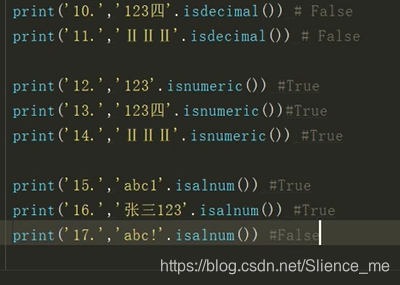 print('10.','123四'.isdecimal()) # False
print('11.','ⅡⅡⅡ'.isdecimal()) # False
print('12.','123'.isnumeric()) #True
print('13.','123四'.isnumeric())#True
print('14.','ⅡⅡⅡ'.isnumeric()) #True
print('15.','abc1'.isalnum()) #True
print('16.','张三123'.isalnum()) #True
print('17.','abc!'.isalnum()) #False
https://blog.csdn.net/Slience_me